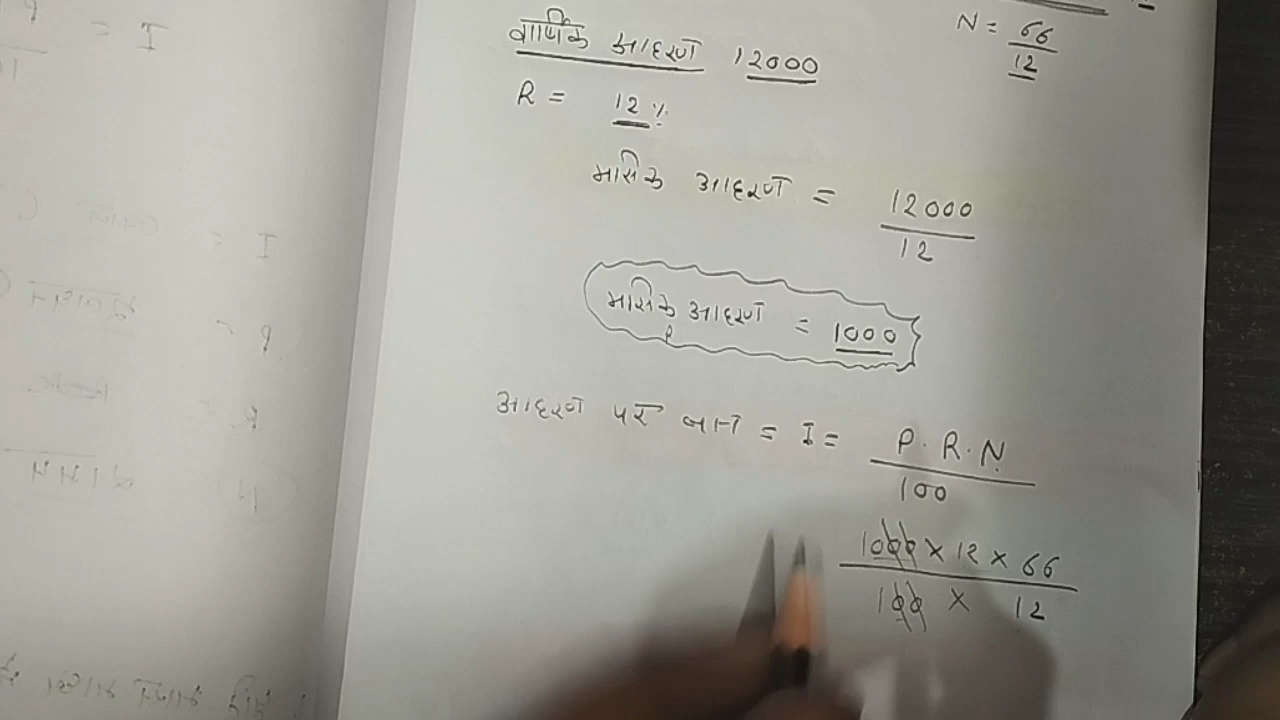 N = 66/12
वार्षिक आहरण 12000
R = 12 %
मासिक आहरण = 12000/12
मासिक आहरण = 1000
P
आहरण पर ब्याज = I = P. R. N/100
1000 × 12 × 66/100 × 12